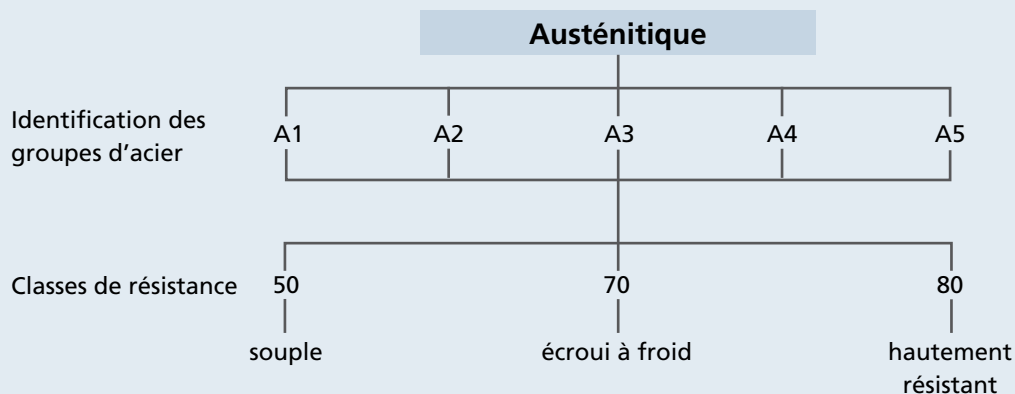 Austénitique
Identification des
groupes d’acier
A1 A2 A3 A4 A5
Classes de résistance 50 70 80
souple écroui à froid hautement
résistant